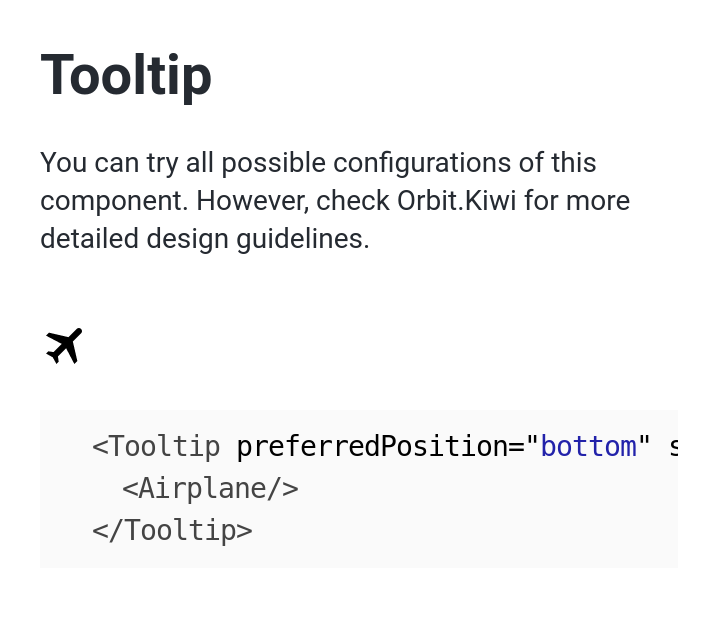 Tooltip
You can try all possible configurations of this
component. However, check Orbit.Kiwi for more
detailed design guidelines.
<Tooltip preferredPosition="bottom" s
<Airplane/>
</Tooltip>